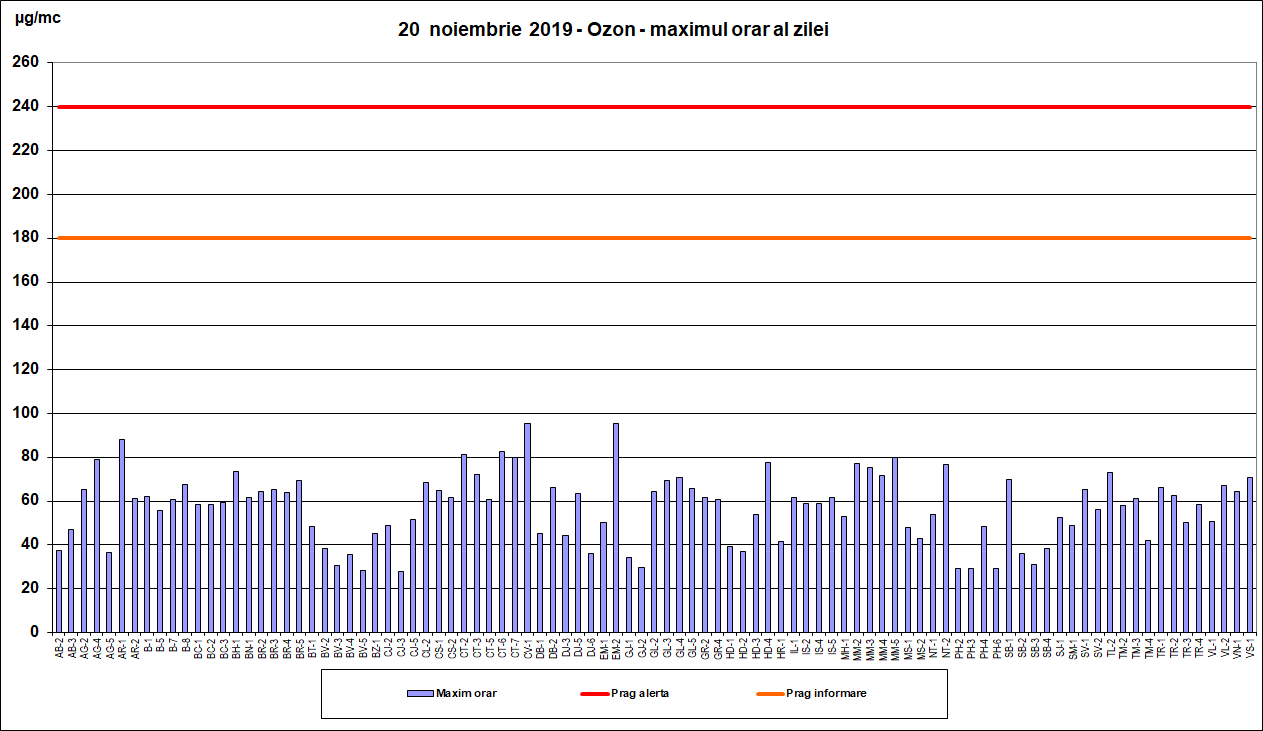 µg/mc
20 noiembrie 2019 - Ozon - maximul orar al zilei
260
240
220
200
180
160
140
120
100
80
60
40
20
0
AB-2
AB-3
AG-2
AG-4
AG-5
AR-1
AR-2
B-1
B-5
B-7
B-8
BC-1
BC-2
BC-3
BH-1
BN-1
BR-2
BR-3
BR-4
BR-5
BT-1
BV-2
BV-3
BV-4
BV-5
BZ-1
CJ-2
CJ-3
CJ-5
CL-2
CS-1
CS-2
CT-2
CT-3
CT-5
CT-6
CT-7
CV-1
DB-1
DB-2
DJ-3
DJ-5
DJ-6
EM-1
EM-2
GJ-1
GJ-2
GL-2
GL-3
GL-4
GL-5
GR-2
GR-4
HD-1
HD-2
HD-3
HD-4
HR-1
IL-1
IS-2
IS-4
IS-5
MH-1
MM-2
MM-3
MM-4
MM-5
MS-1
MS-2
NT-1
NT-2
PH-2
PH-3
PH-4
PH-6
SB-1
SB-2
SB-3
SB-4
SJ-1
SM-1
SV-1
SV-2
TL-2
TM-2
TM-3
TM-4
TR-1
TR-2
TR-3
TR-4
VL-1
VL-2
VN-1
VS-1
Maxim orar
Prag alerta
Prag informare